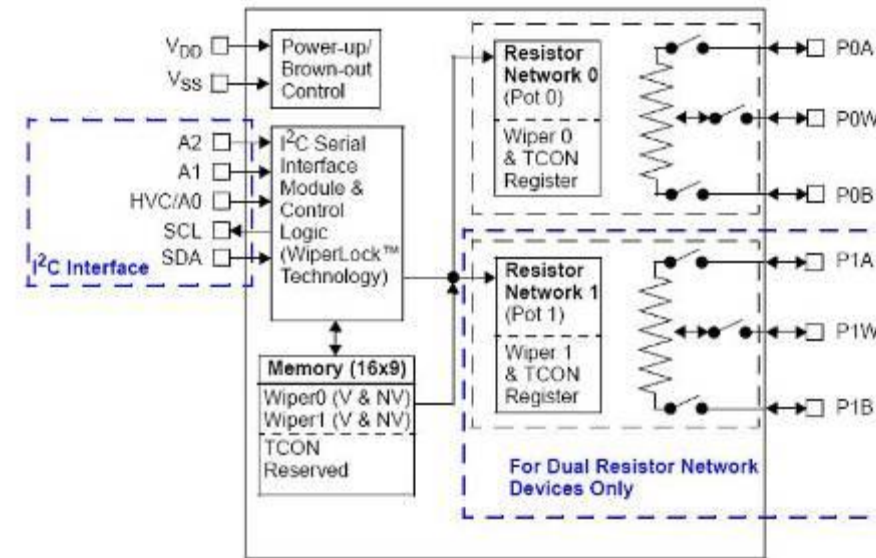 V_DD
V_SS
Power-up/
Brown-out
Control
A2
A1
HVC/A0
SCL
SDA
I²C Interface
I²C Serial
Interface
Module &
Control
Logic
(WiperLock™
Technology)
Memory (16x9)
Wiper0 (V & NV)
Wiper1 (V & NV)
TCON
Reserved
Resistor
Network 0
(Pot 0)
Wiper 0
& TCON
Register
P0A
P0W
P0B
Resistor
Network 1
(Pot 1)
Wiper 1
& TCON
Register
P1A
P1W
P1B
For Dual Resistor Network
Devices Only